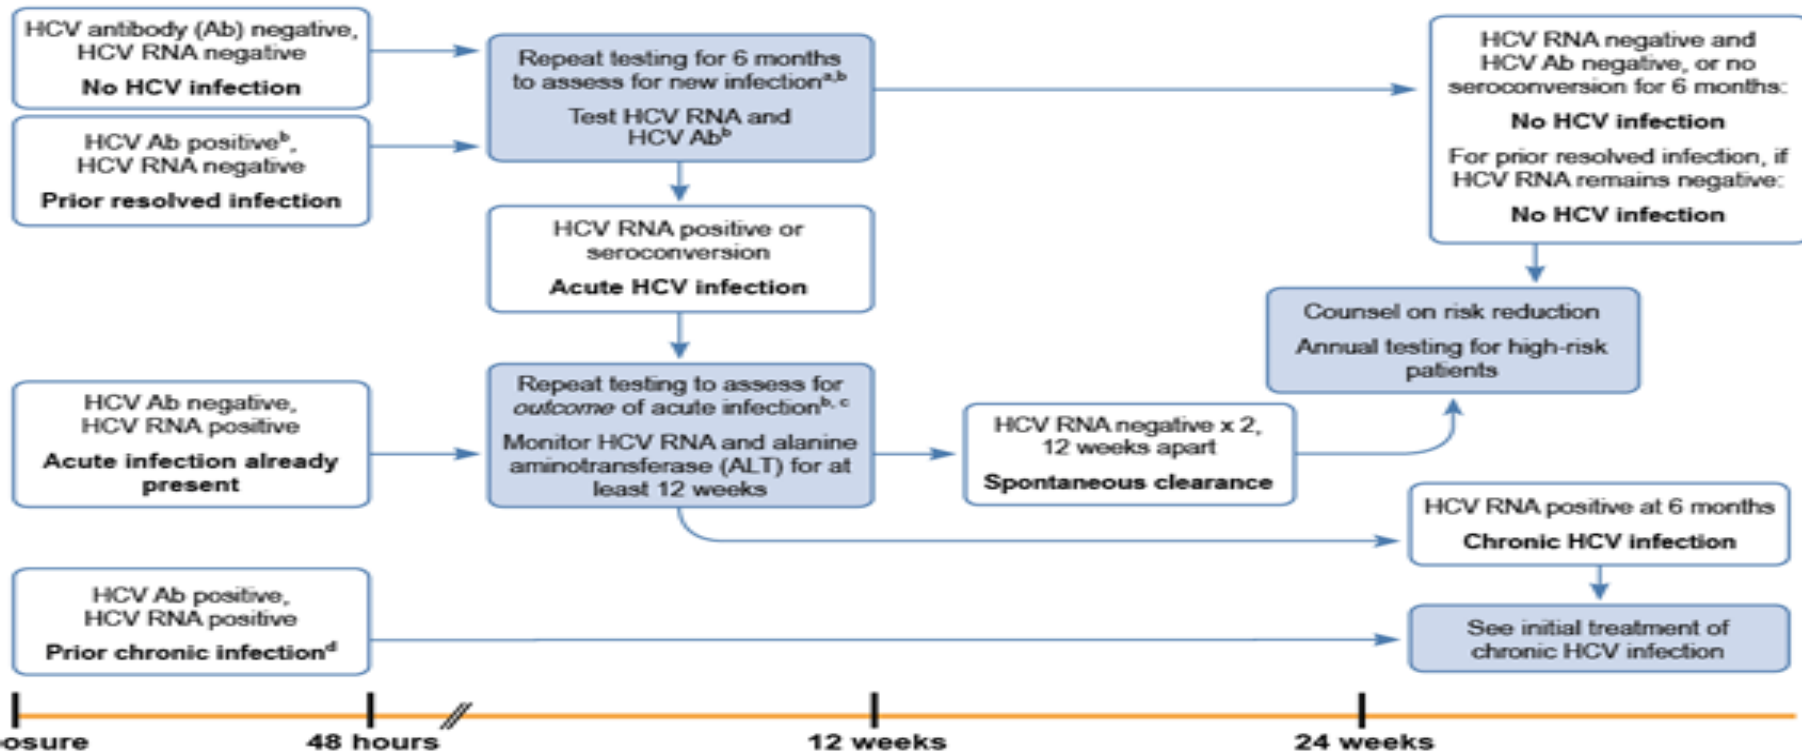 HCV antibody (Ab) negative,
HCV RNA negative
No HCV infection
HCV Ab positiveᵇ,
HCV RNA negative
Prior resolved infection
HCV Ab negative,
HCV RNA positive
Acute infection already
present
HCV Ab positive,
HCV RNA positive
Prior chronic infectionᵈ
Repeat testing for 6 months
to assess for new infectionᵃ,ᵇ
Test HCV RNA and
HCV Abᵇ
HCV RNA positive or
seroconversion
Acute HCV infection
Repeat testing to assess for
outcome of acute infectionᵇ, ᶜ
Monitor HCV RNA and alanine
aminotransferase (ALT) for at
least 12 weeks
HCV RNA negative x 2,
12 weeks apart
Spontaneous clearance
HCV RNA negative and
HCV Ab negative, or no
seroconversion for 6 months:
No HCV infection
For prior resolved infection, if
HCV RNA remains negative:
No HCV infection
Counsel on risk reduction
Annual testing for high-risk
patients
HCV RNA positive at 6 months
Chronic HCV infection
See initial treatment of
chronic HCV infection
osure
48 hours
12 weeks
24 weeks